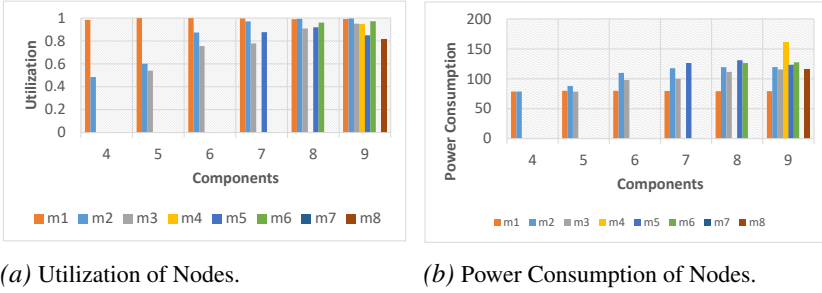 1
0.8
0.6
0.4
0.2
0
Utilization
4 5 6 7 8 9
Components
m1 m2 m3 m4 m5 m6 m7 m8
(a) Utilization of Nodes.
200
150
100
50
0
Power Consumption
4 5 6 7 8 9
Components
m1 m2 m3 m4 m5 m6 m7 m8
(b) Power Consumption of Nodes.